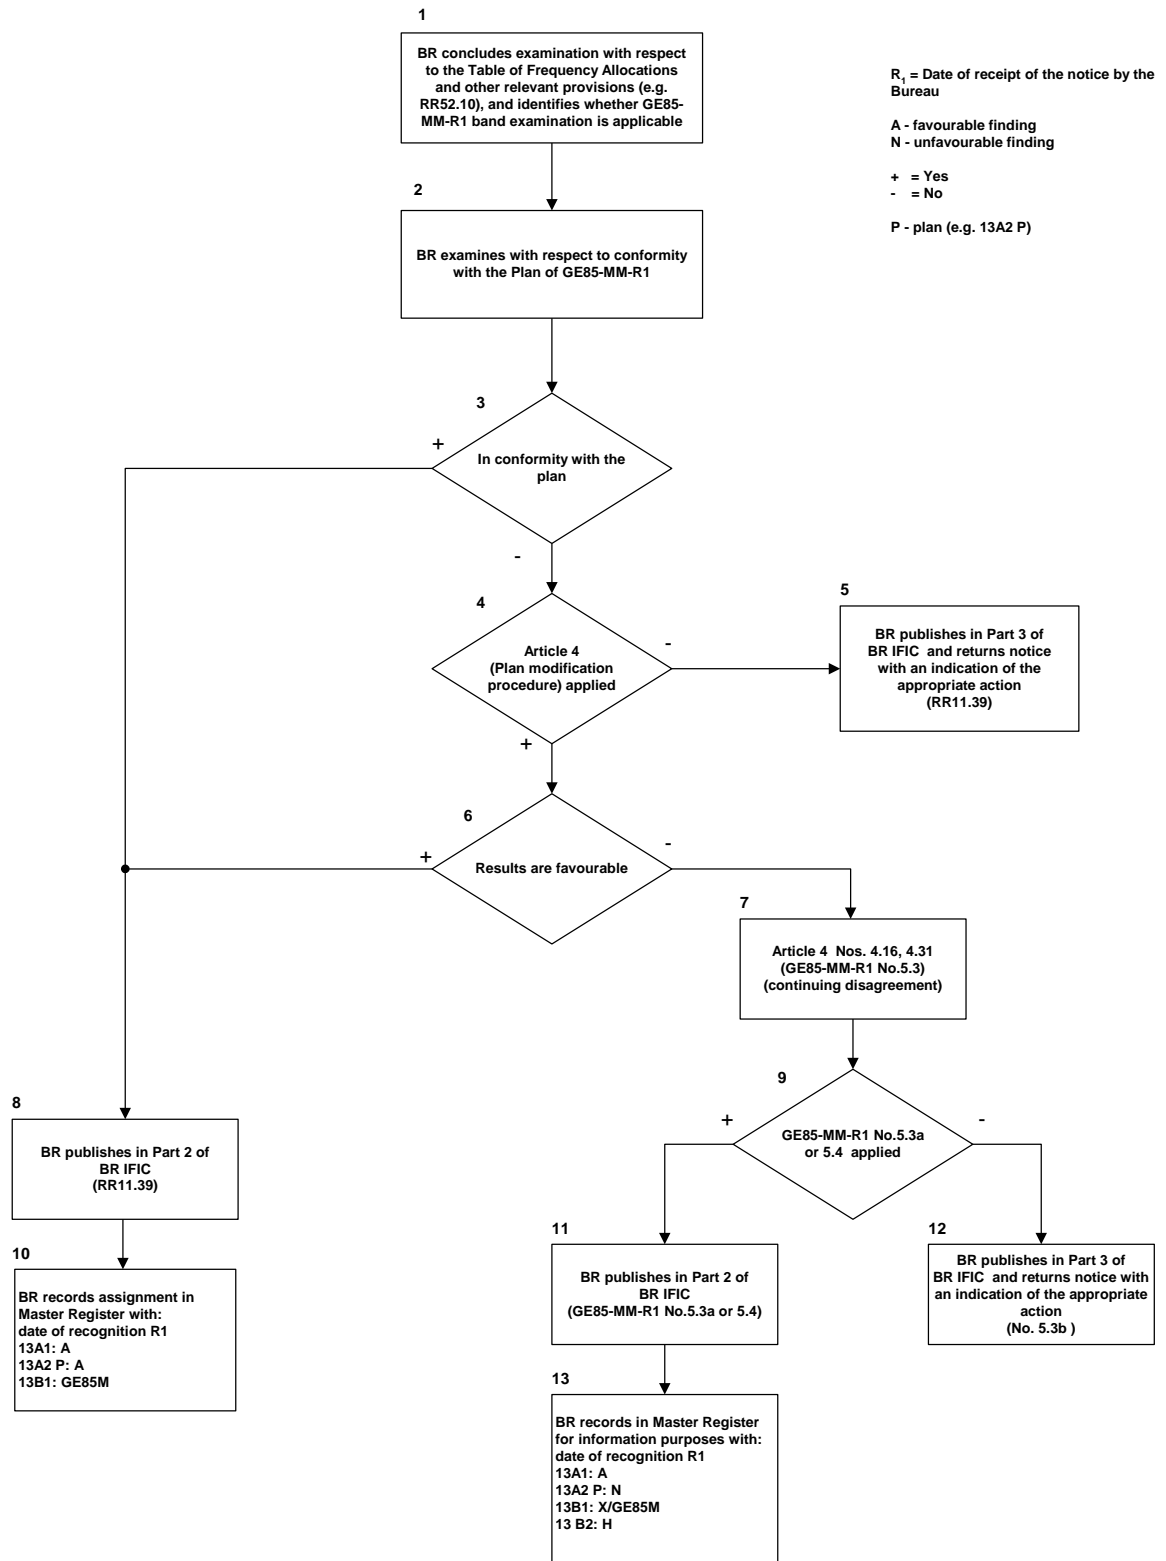 1
BR concludes examination with respect
to the Table of Frequency Allocations
and other relevant provisions (e.g.
RR52.10), and identifies whether GE85-
MM-R1 band examination is applicable
R1 = Date of receipt of the notice by the
Bureau
A - favourable finding
N - unfavourable finding
+ = Yes
- = No
P - plan (e.g. 13A2 P)
2
BR examines with respect to conformity
with the Plan of GE85-MM-R1
3
+
In conformity with the
plan
-
4
Article 4
(Plan modification
procedure) applied
-
+
5
BR publishes in Part 3 of
BR IFIC and returns notice
with an indication of the
appropriate action
(RR11.39)
6
+
Results are favourable
-
7
Article 4 Nos. 4.16, 4.31
(GE85-MM-R1 No.5.3)
(continuing disagreement)
8
BR publishes in Part 2 of
BR IFIC
(RR11.39)
9
+
GE85-MM-R1 No.5.3a
or 5.4 applied
-
10
BR records assignment in
Master Register with:
date of recognition R1
13A1: A
13A2 P: A
13B1: GE85M
11
BR publishes in Part 2 of
BR IFIC
(GE85-MM-R1 No.5.3a or 5.4)
12
BR publishes in Part 3 of
BR IFIC and returns notice with
an indication of the appropriate
action
(No. 5.3b )
13
BR records in Master Register
for information purposes with:
date of recognition R1
13A1: A
13A2 P: N
13B1: X/GE85M
13 B2: H